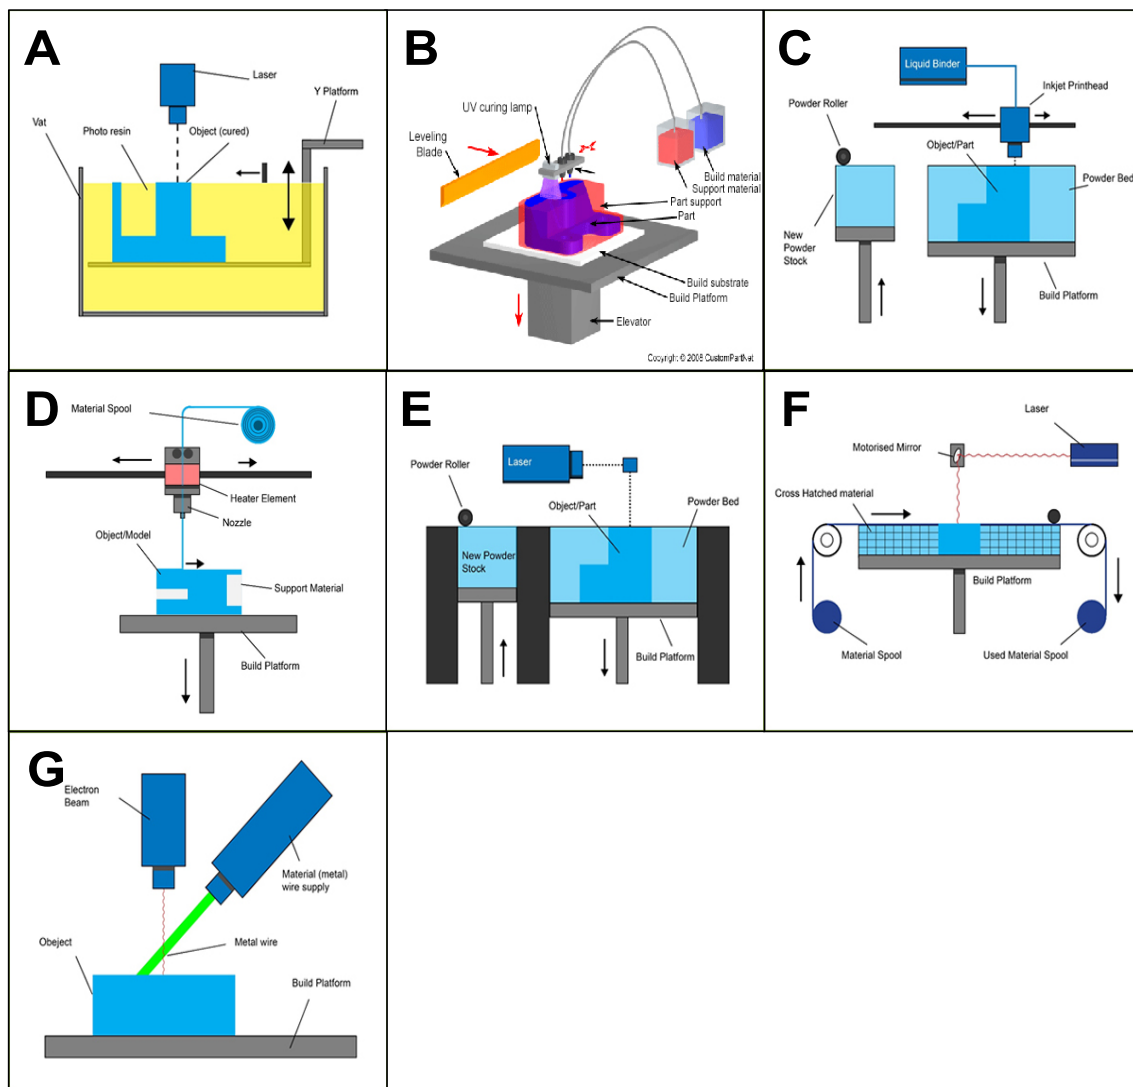 A
Laser
Y Platform
Vat
Photo resin
Object (cured)
B
UV curing lamp
Leveling
Blade
Build material
Support material
Part support
Part
Build substrate
Build Platform
Elevator
Copyright © 2008 CustomPartNet
C
Liquid Binder
Inkjet Printhead
Powder Roller
Object/Part
Powder Bed
New
Powder
Stock
Build Platform
D
Material Spool
Heater Element
Nozzle
Object/Model
Support Material
Build Platform
E
Powder Roller
Laser
Object/Part
Powder Bed
New Powder
Stock
Build Platform
F
Laser
Motorised Mirror
Cross Hatched material
Build Platform
Material Spool
Used Material Spool
G
Electron
Beam
Material (metal)
wire supply
Obeject
Metal wire
Build Platform